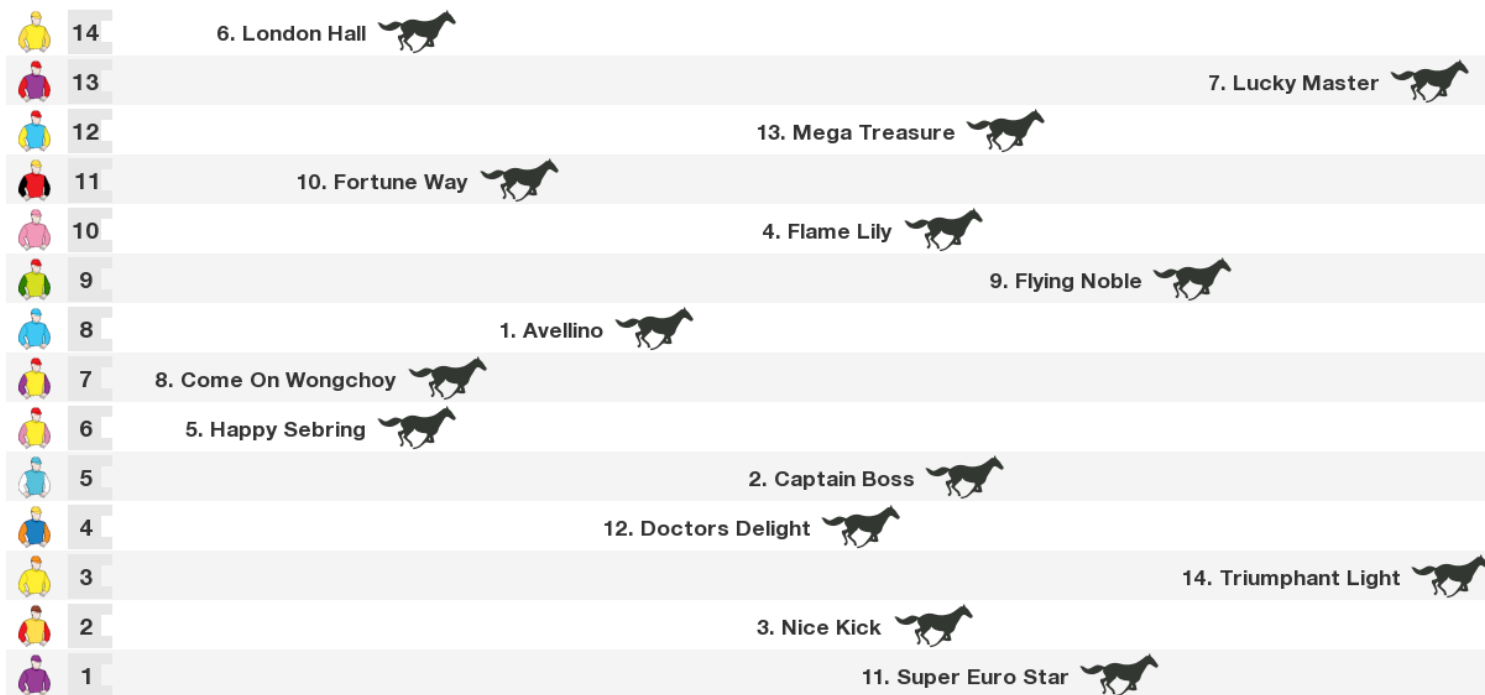 14 6. London Hall
13 7. Lucky Master
12 13. Mega Treasure
11 10. Fortune Way
10 4. Flame Lily
9 9. Flying Noble
8 1. Avellino
7 8. Come On Wongchoy
6 5. Happy Sebring
5 2. Captain Boss
4 12. Doctors Delight
3 14. Triumphant Light
2 3. Nice Kick
1 11. Super Euro Star